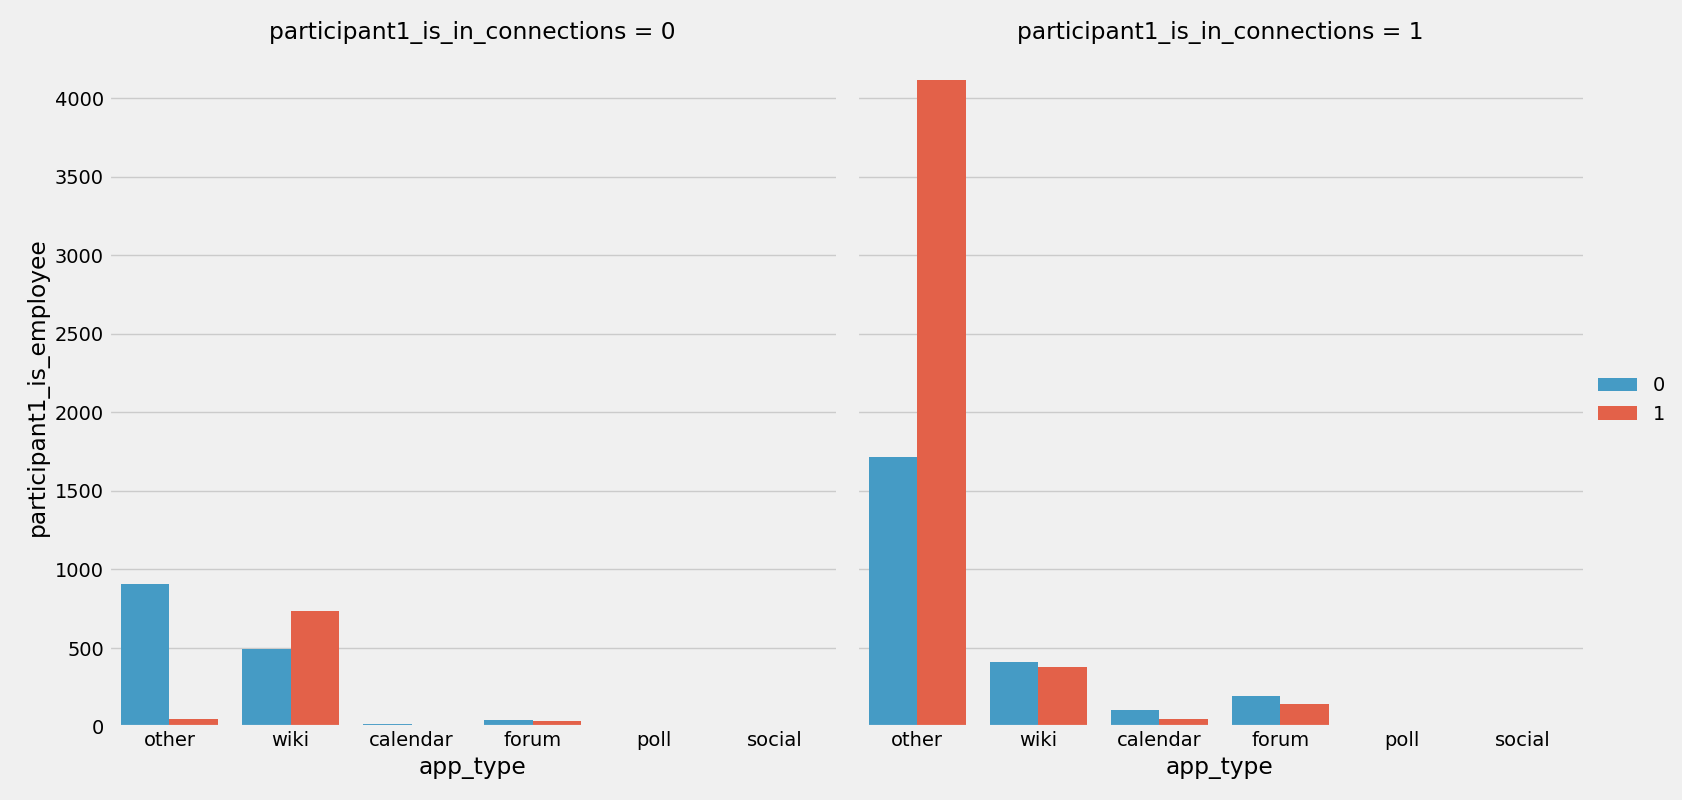 participant1_is_in_connections = 0
participant1_is_in_connections = 1
participant1_is_employee
4000
3500
3000
2500
2000
1500
1000
500
0
other wiki calendar forum poll social
other wiki calendar forum poll social
app_type
app_type
0
1